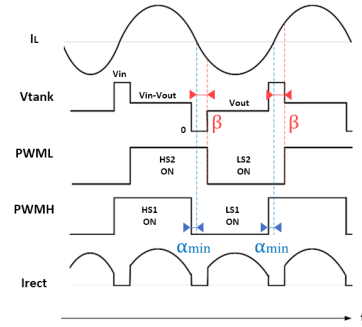 IL
Vin
Vtank
Vin-Vout
Vout
0
β
β
PWML
HS2
ON
LS2
ON
PWMH
HS1
ON
LS1
ON
αmin
αmin
Irect
t